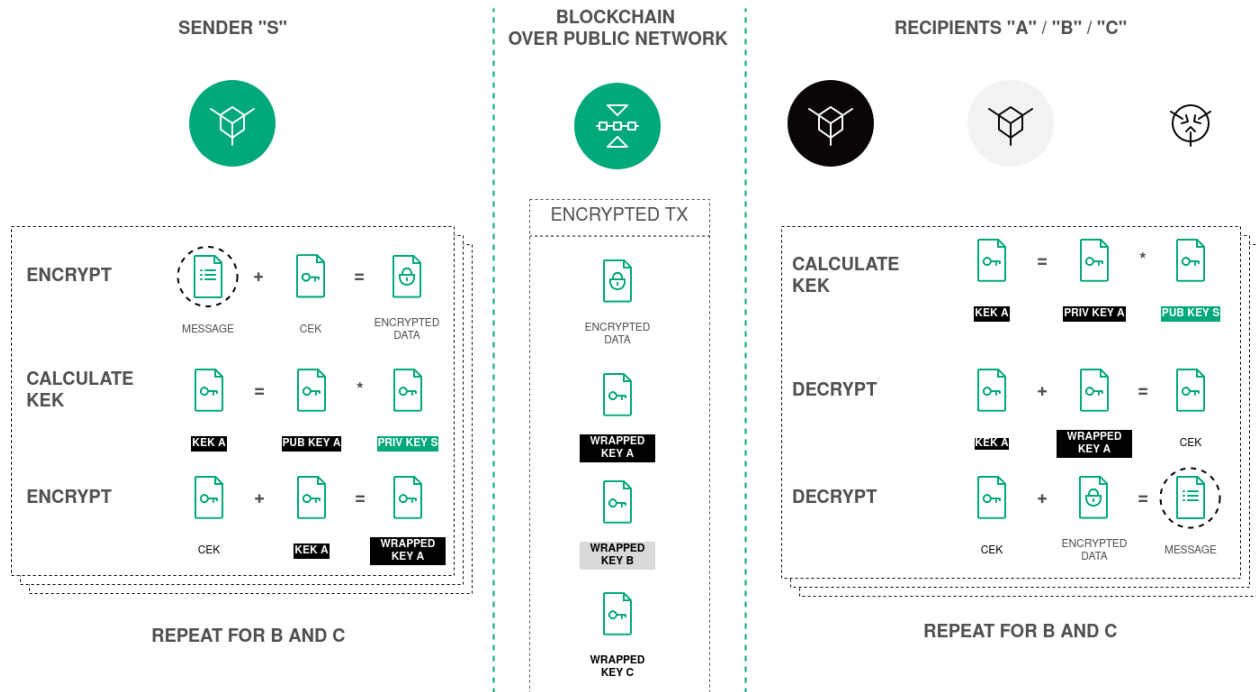 SENDER "S"
BLOCKCHAIN
OVER PUBLIC NETWORK
RECIPIENTS "A" / "B" / "C"
ENCRYPT
+
=
MESSAGE
CEK
ENCRYPTED
DATA
CALCULATE
KEK
=
*
KEK A
PUB KEY A
PRIV KEY S
ENCRYPT
+
=
CEK
KEK A
WRAPPED
KEY A
REPEAT FOR B AND C
ENCRYPTED TX
ENCRYPTED
DATA
WRAPPED
KEY A
WRAPPED
KEY B
WRAPPED
KEY C
CALCULATE
KEK
=
*
KEK A
PRIV KEY A
PUB KEY S
DECRYPT
+
=
KEK A
WRAPPED
KEY A
CEK
DECRYPT
+
=
CEK
ENCRYPTED
DATA
MESSAGE
REPEAT FOR B AND C